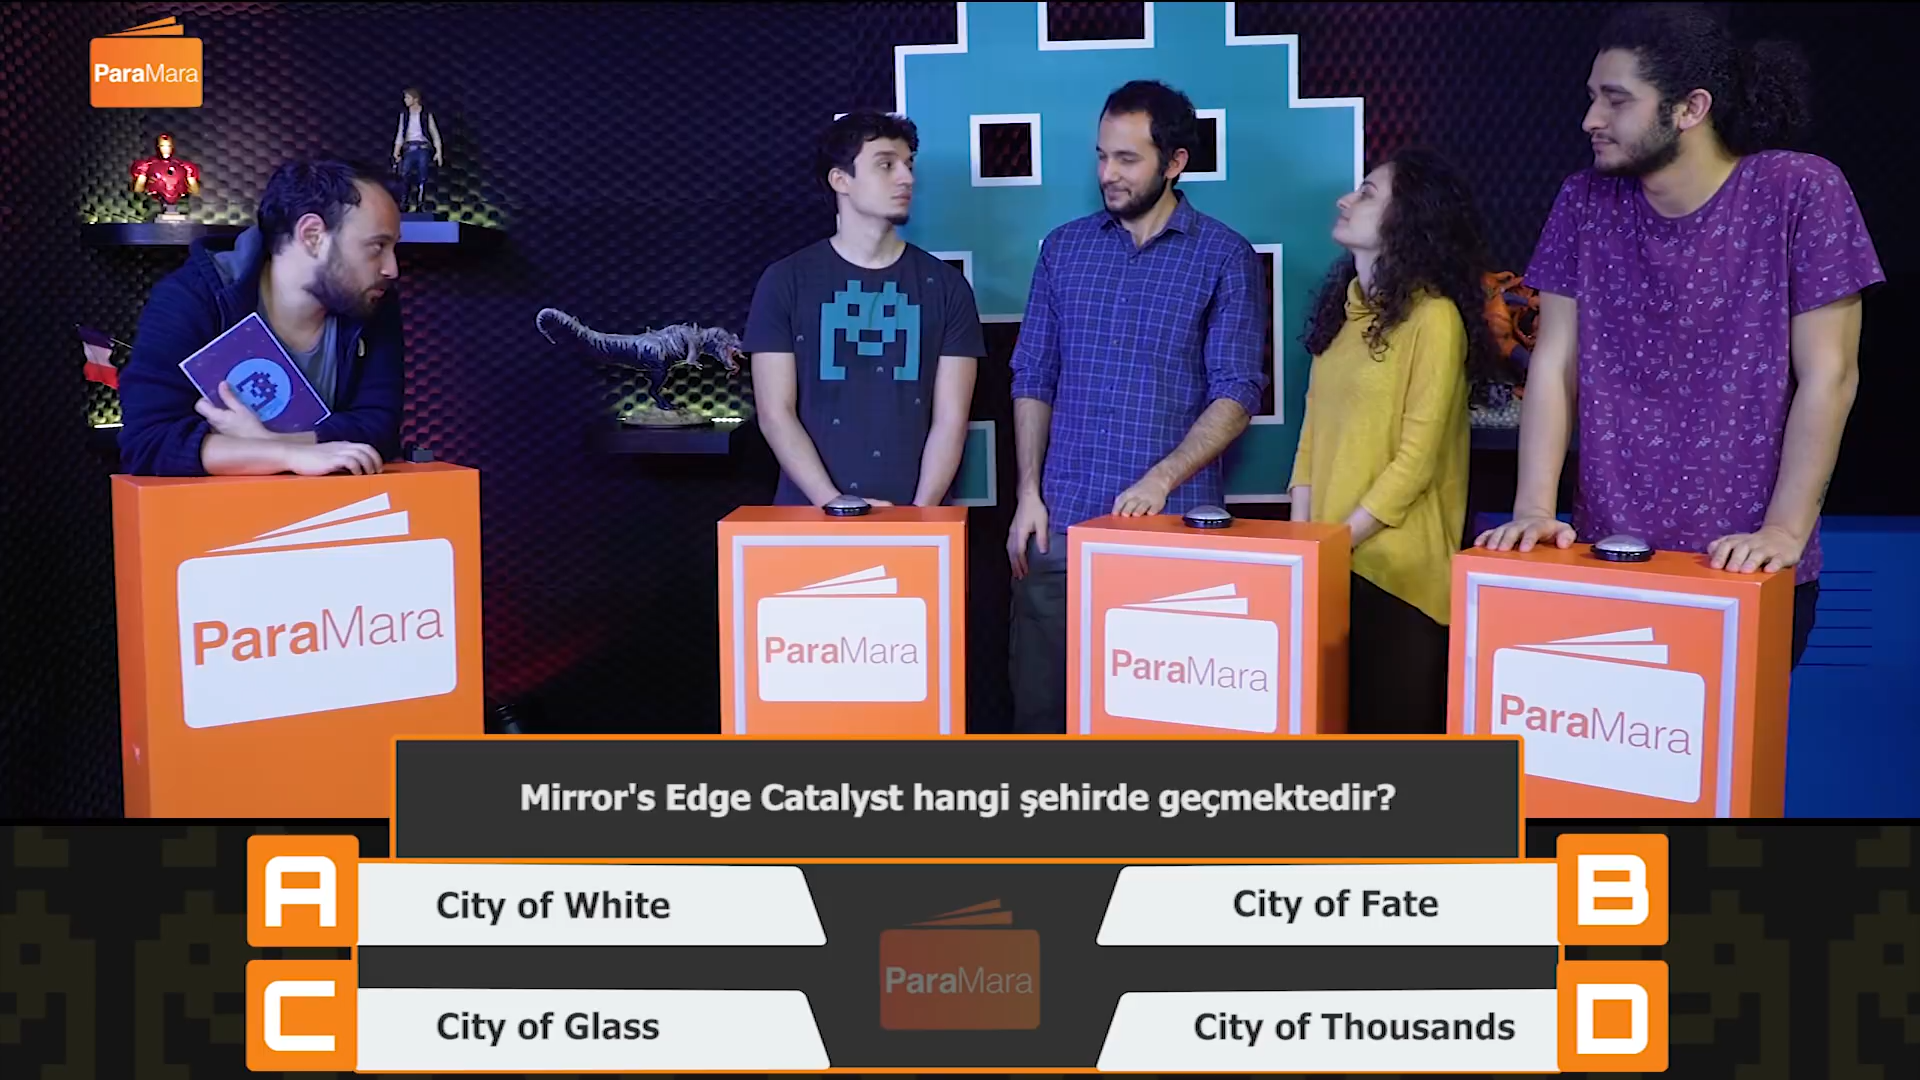 ParaMara
ParaMara
ParaMara
ParaMara
ParaMara
Mirror's Edge Catalyst hangi şehirde geçmektedir?
A
City of White
B
City of Fate
ParaMara
C
City of Glass
D
City of Thousands